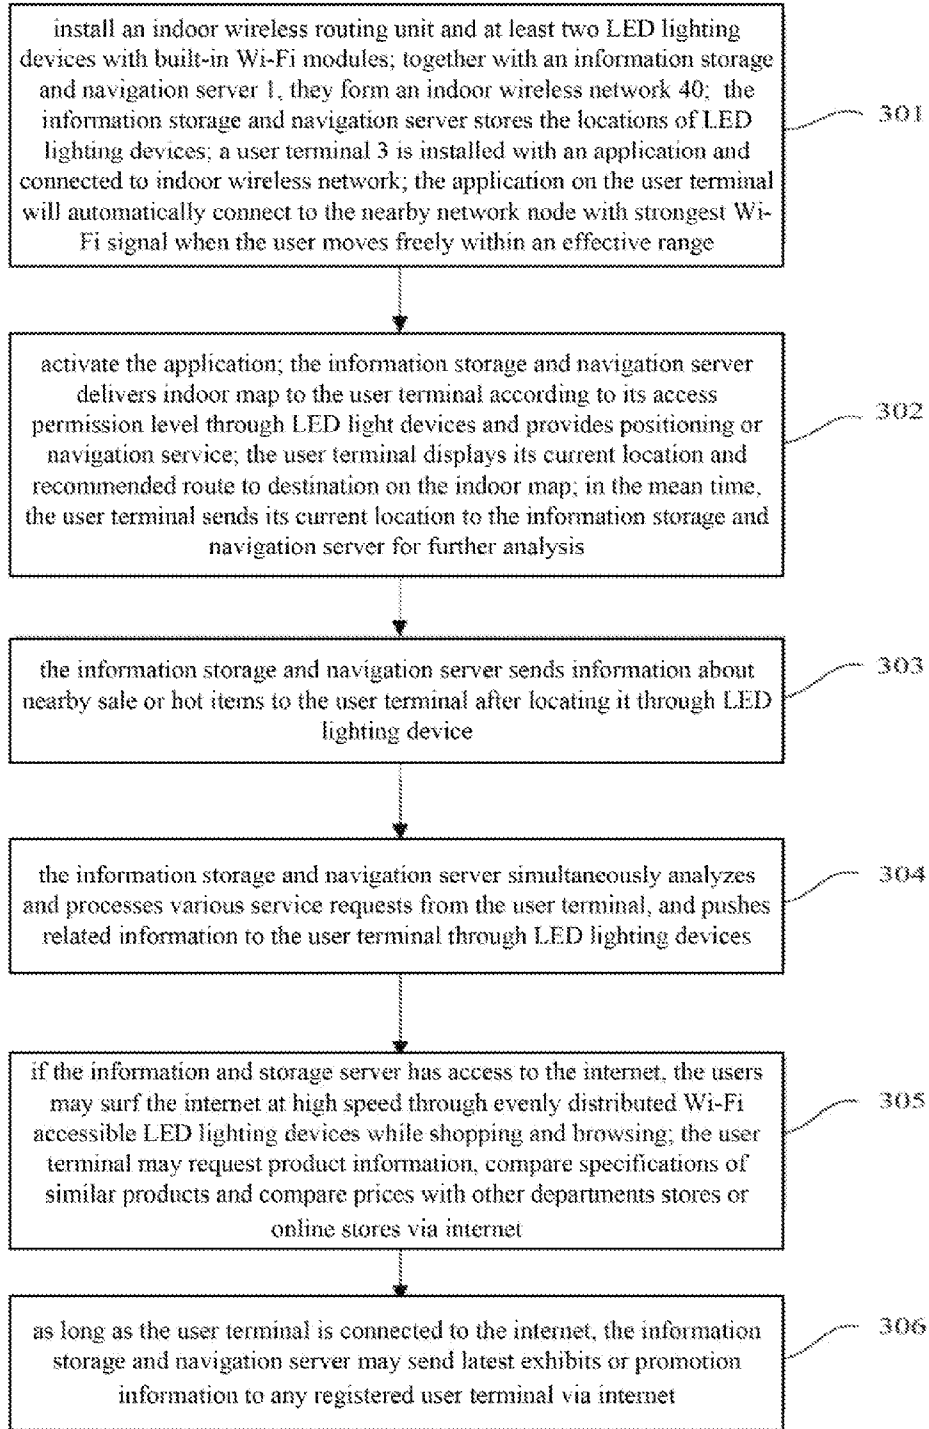 install an indoor wireless routing unit and at least two LED lighting
devices with built-in Wi-Fi modules; together with an information storage
and navigation server 1, they form an indoor wireless network 40; the
information storage and navigation server stores the locations of LED
lighting devices; a user terminal 3 is installed with an application and
connected to indoor wireless network; the application on the user terminal
will automatically connect to the nearby network node with strongest Wi-
Fi signal when the user moves freely within an effective range
301
activate the application; the information storage and navigation server
delivers indoor map to the user terminal according to its access
permission level through LED light devices and provides positioning or
navigation service; the user terminal displays its current location and
recommended route to destination on the indoor map; in the mean time,
the user terminal sends its current location to the information storage and
navigation server for further analysis
302
the information storage and navigation server sends information about
nearby sale or hot items to the user terminal after locating it through LED
lighting device
303
the information storage and navigation server simultaneously analyzes
and processes various service requests from the user terminal, and pushes
related information to the user terminal through LED lighting devices
304
if the information and storage server has access to the internet, the users
may surf the internet at high speed through evenly distributed Wi-Fi
accessible LED lighting devices while shopping and browsing; the user
terminal may request product information, compare specifications of
similar products and compare prices with other departments stores or
online stores via internet
305
as long as the user terminal is connected to the internet, the information
storage and navigation server may send latest exhibits or promotion
information to any registered user terminal via internet
306